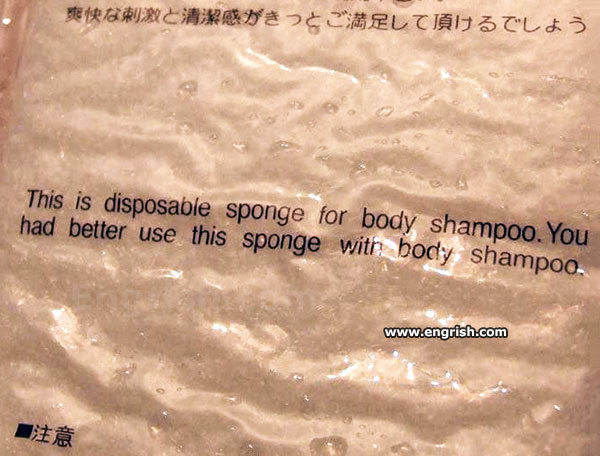 爽快な刺激と清潔感がきっとご満足して頂けるでしょう
This is disposable sponge for body shampoo. You
had better use this sponge with body shampoo.
www.engrish.com
■注意